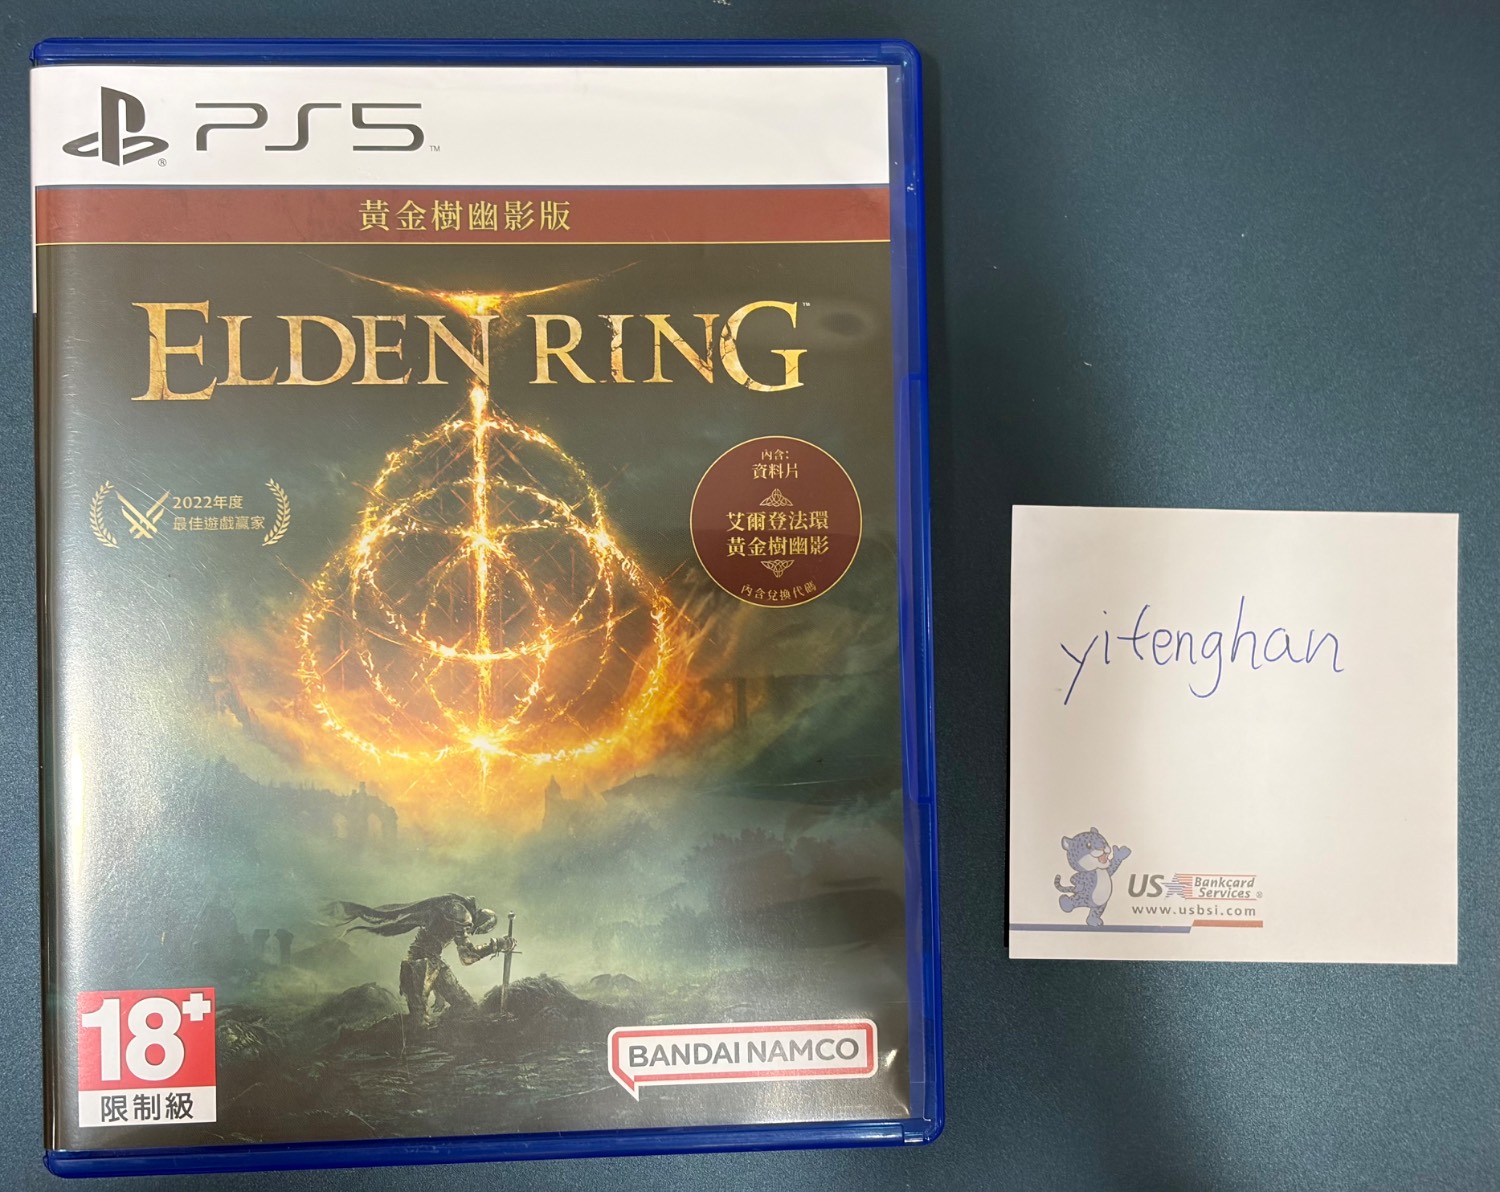 PS5™
黃金樹幽影版
ELDEN RING™
2022年度
最佳遊戲贏家
內含:
資料片
艾爾登法環
黃金樹幽影
內含兌換代碼
18+
限制級
BANDAI NAMCO
yitenghan
US Bankcard Services®
www.usbsi.com